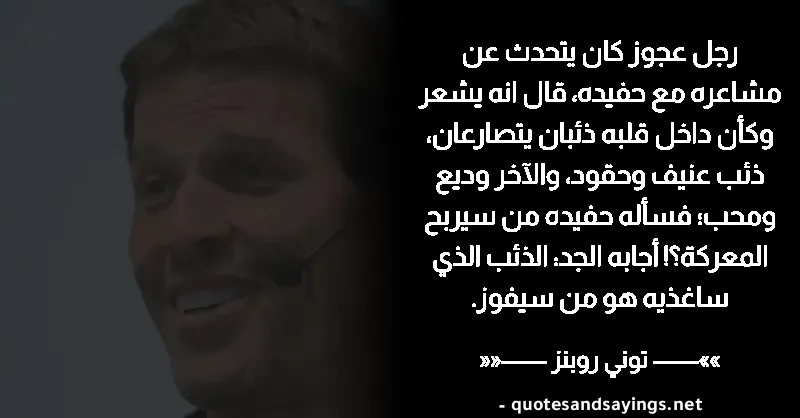 رجل عجوز كان يتحدث عن
مشاعره مع حفيده، قال انه يشعر
وكأن داخل قلبه ذئبان يتصارعان،
ذئب عنيف وحقود، والآخر وديع
ومحب؛ فسأله حفيده من سيربح
المعركة؟! أجابه الجد: الذئب الذي
ساغذيه هو من سيفوز.
»»—— توني روبنز ——««
- quotesandsayings.net